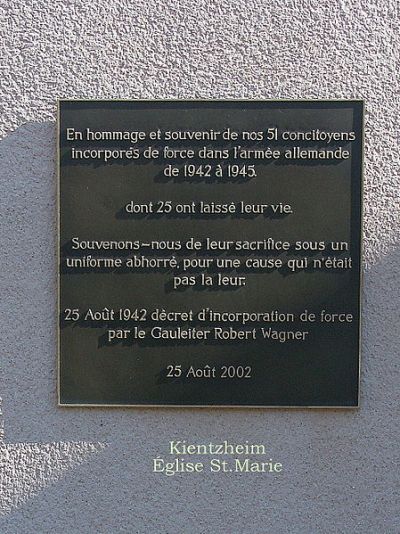 En hommage et souvenir de nos 51 concitoyens
incorporés de force dans l'armée allemande
de 1942 à 1945.
dont 25 ont laissé leur vie.
Souvenons-nous de leur sacrifice sous un
uniforme abhorré, pour une cause qui n'était
pas la leur.
25 Août 1942 décret d'incorporation de force
par le Gauleiter Robert Wagner
25 Août 2002
Kientzheim
Église St.Marie